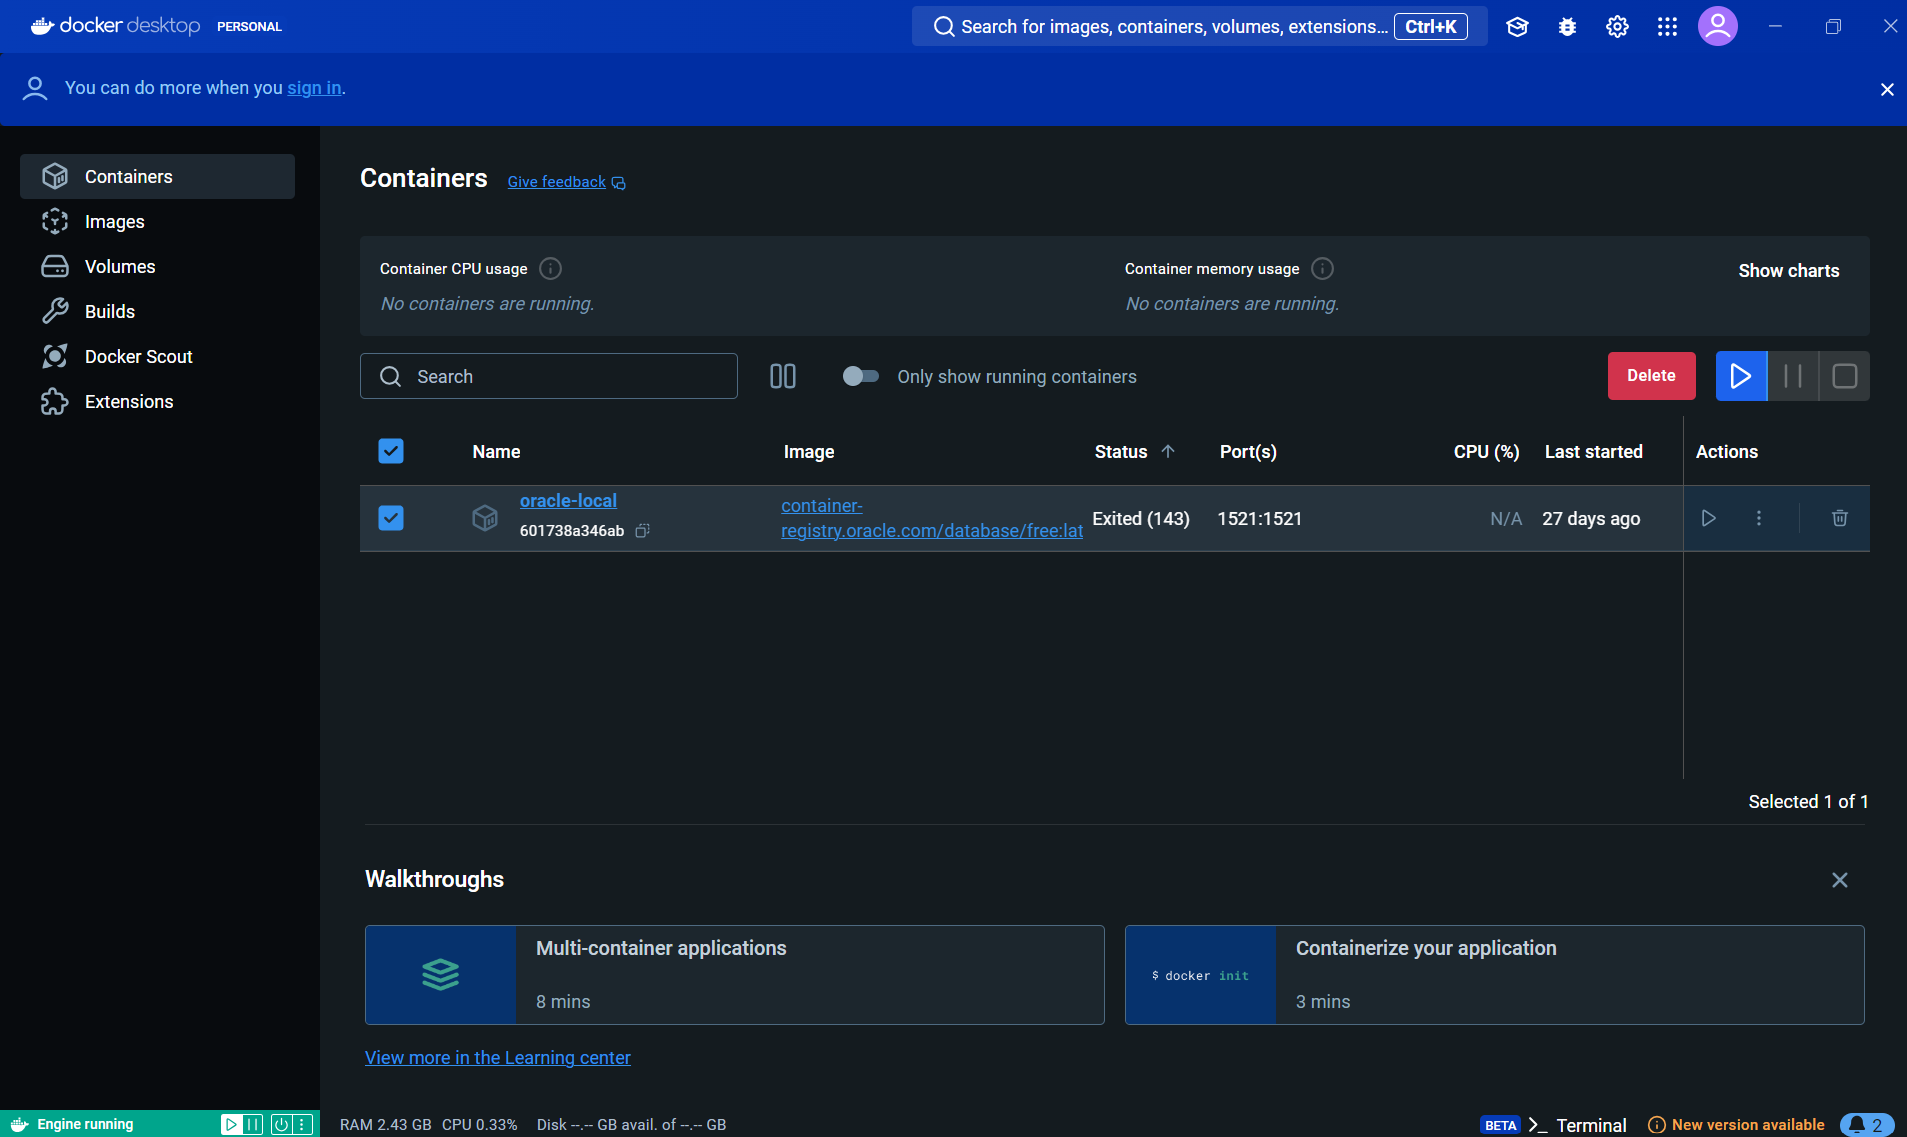 docker desktop PERSONAL
Search for images, containers, volumes, extensions... Ctrl+K
You can do more when you sign in.
Containers
Images
Volumes
Builds
Docker Scout
Extensions
Containers Give feedback
Container CPU usage
No containers are running.
Container memory usage
No containers are running.
Show charts
Search
Only show running containers
Delete
Name Image Status Port(s) CPU (%) Last started Actions
oracle-local
601738a346ab
container-
registry.oracle.com/database/free:lat
Exited (143)
1521:1521
N/A
27 days ago
Selected 1 of 1
Walkthroughs
Multi-container applications
8 mins
$ docker init
Containerize your application
3 mins
View more in the Learning center
Engine running
RAM 2.43 GB CPU 0.33% Disk --.-- GB avail. of --.-- GB
BETA >_ Terminal
New version available
2